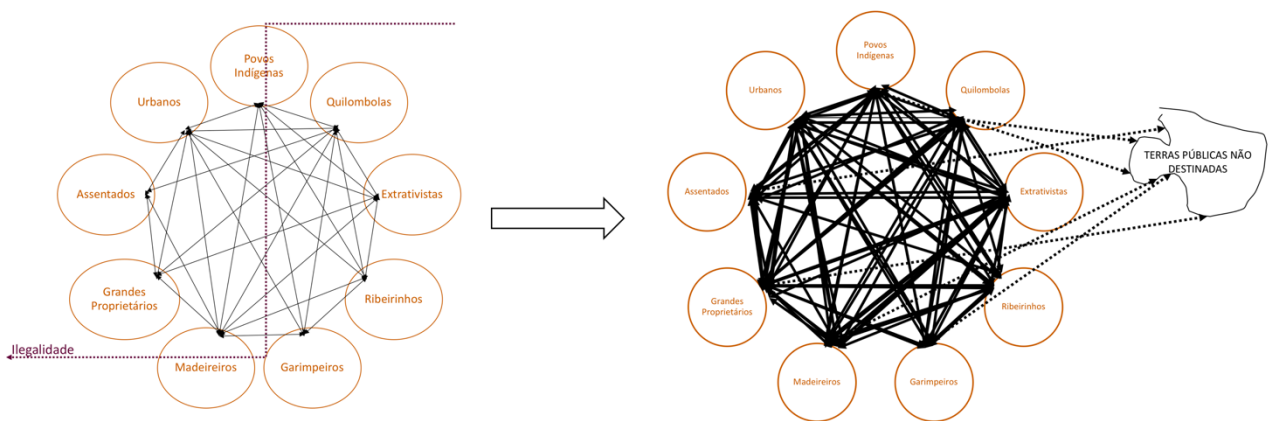 Povos
Indígenas
Urbanos
Quilombolas
Assentados
Extrativistas
Grandes
Proprietários
Ribeirinhos
Ilegalidade
Madeireiros
Garimpeiros
Povos
Indígenas
Urbanos
Quilombolas
TERRAS PÚBLICAS NÃO
DESTINADAS
Assentados
Extrativistas
Grandes
Proprietários
Ribeirinhos
Madeireiros
Garimpeiros